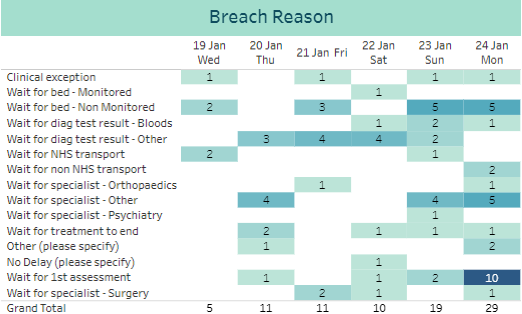 Breach Reason
19 Jan Wed 20 Jan Thu 21 Jan Fri 22 Jan Sat 23 Jan Sun 24 Jan Mon
Clinical exception 1 1 1 1
Wait for bed - Monitored 1
Wait for bed - Non Monitored 2 3 5 5
Wait for diag test result - Bloods 1 2 1
Wait for diag test result - Other 3 4 4 2
Wait for NHS transport 2 1
Wait for non NHS transport 2
Wait for specialist - Orthopaedics 1 1
Wait for specialist - Other 4 4 5
Wait for specialist - Psychiatry 1
Wait for treatment to end 2 1 1 1
Other (please specify) 1 2
No Delay (please specify) 1
Wait for 1st assessment 1 1 2 10
Wait for specialist - Surgery 2 1 1
Grand Total 5 11 11 10 19 29